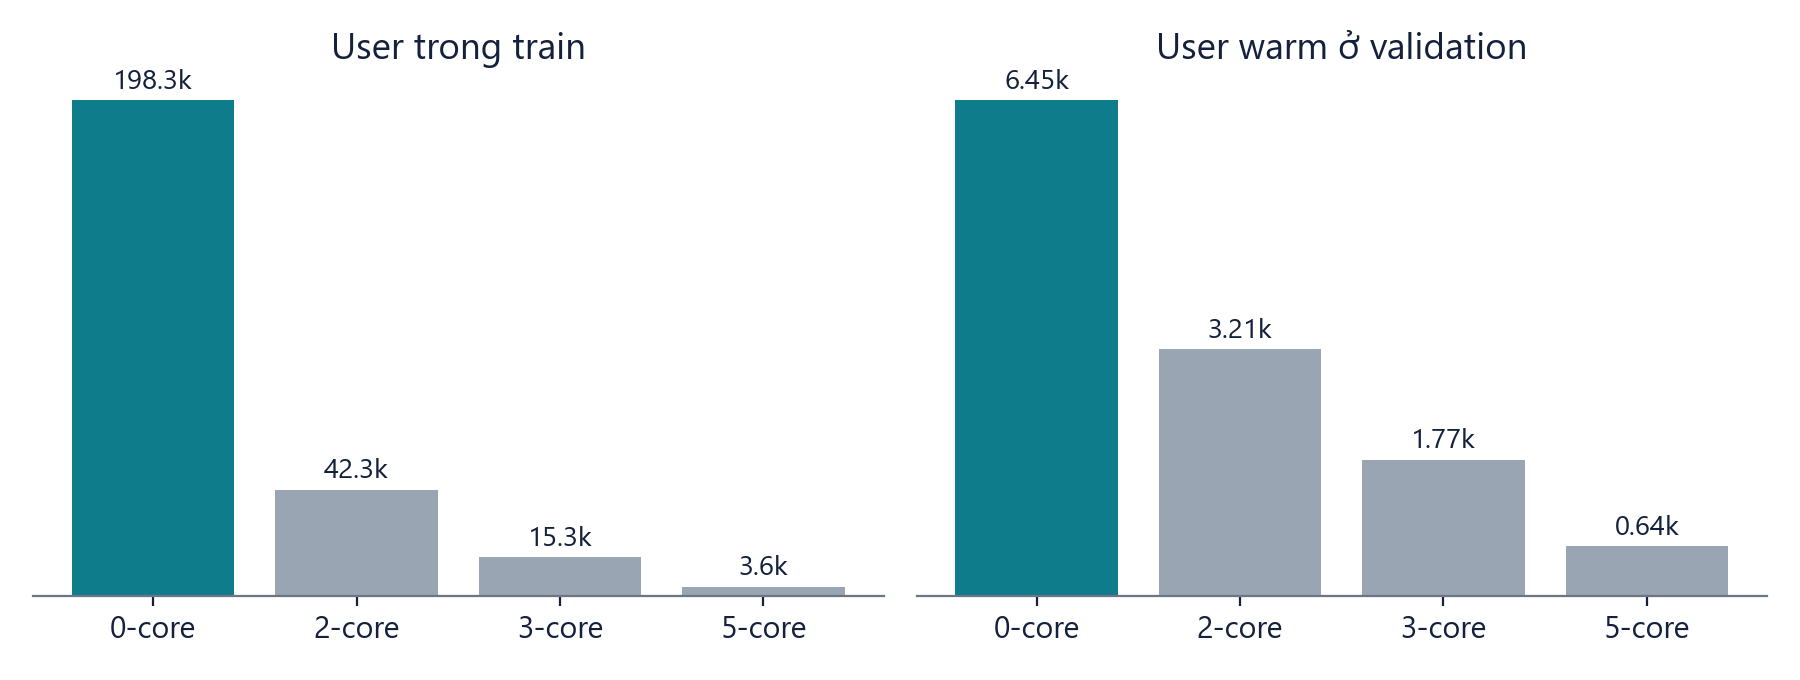 User trong train
198.3k
42.3k
15.3k
3.6k
0-core
2-core
3-core
5-core
User warm ở validation
6.45k
3.21k
1.77k
0.64k
0-core
2-core
3-core
5-core